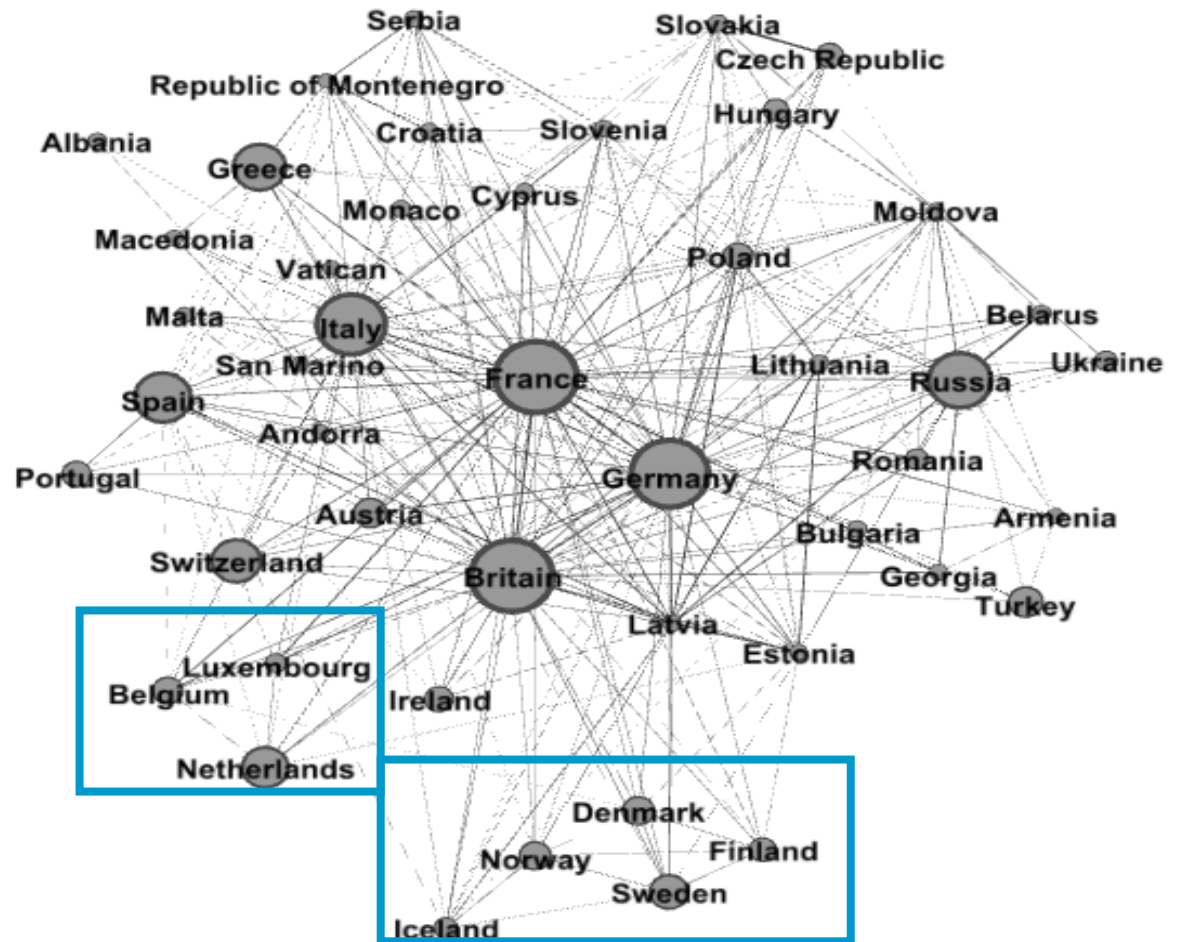 Serbia
Slovakia
Czech Republic
Republic of Montenegro
Hungary
Croatia
Slovenia
Albania
Greece
Cyprus
Monaco
Moldova
Macedonia
Poland
Vatican
Malta
Italy
Belarus
San Marino
France
Lithuania
Russia
Ukraine
Spain
Andorra
Portugal
Germany
Romania
Austria
Armenia
Bulgaria
Switzerland
Britain
Georgia
Turkey
Latvia
Estonia
Luxembourg
Belgium
Ireland
Netherlands
Denmark
Norway
Finland
Sweden
Iceland